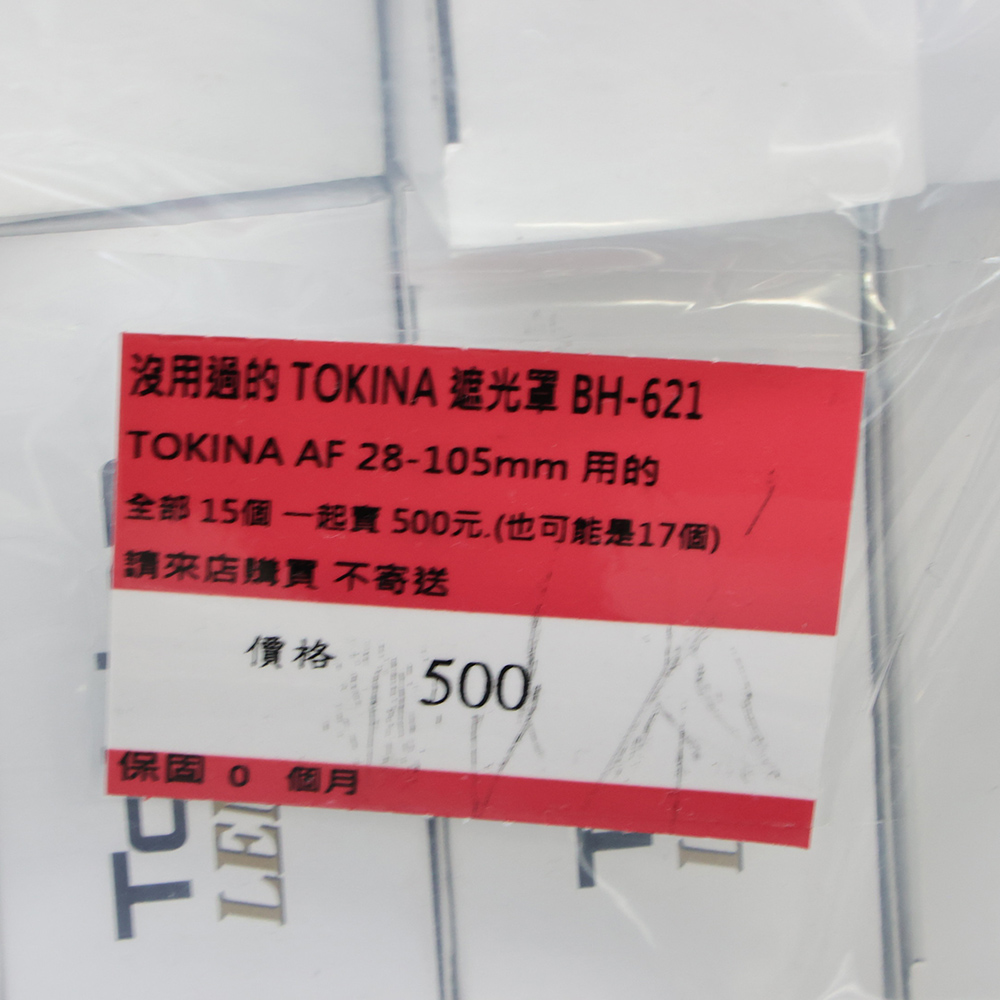 沒用過的 TOKINA 遮光罩 BH-621
TOKINA AF 28-105mm 用的
全部 15個 一起賣 500元.(也可能是17個)
請來店購買 不寄送
價格 500
保固 0 個月